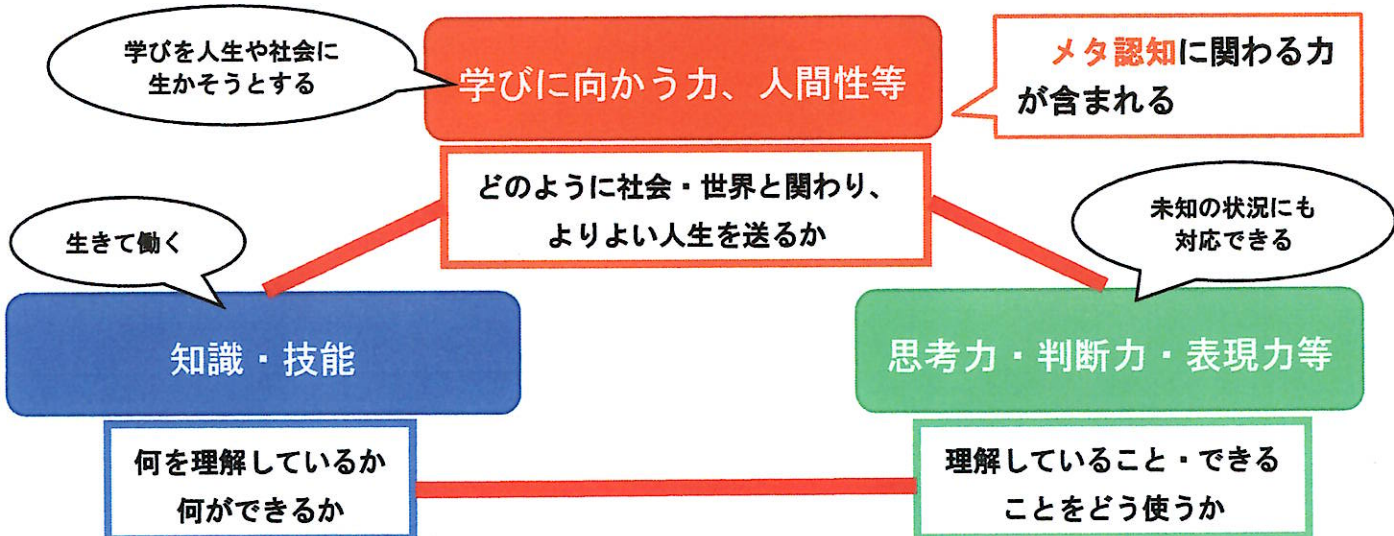 学びを人生や社会に
生かそうとする
学びに向かう力、人間性等
メタ認知に関わる力
が含まれる
どのように社会・世界と関わり、
よりよい人生を送るか
生きて働く
未知の状況にも
対応できる
知識・技能
思考力・判断力・表現力等
何を理解しているか
何ができるか
理解していること・できる
ことをどう使うか